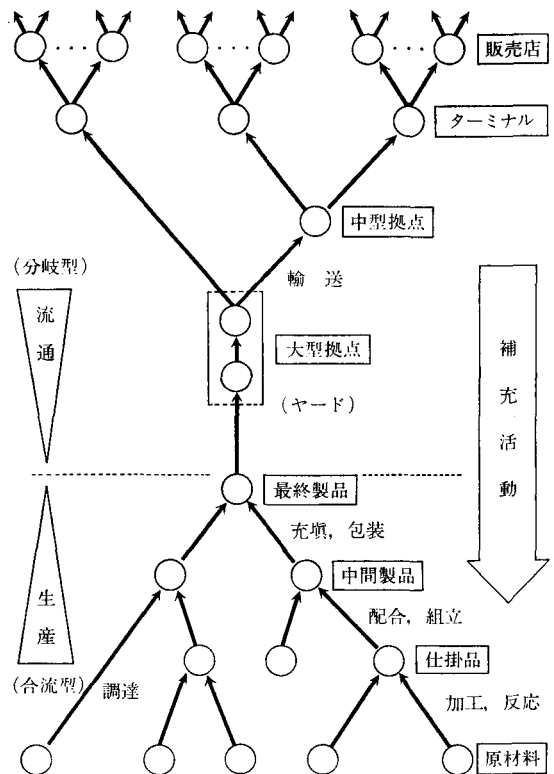 販売店
ターミナル
中型拠点
(分岐型)
輸 送
流通
大型拠点
(ヤード)
補充活動
最終製品
充塡, 包装
中間製品
生産
配合, 組立
仕掛品
(合流型)
調達
加工, 反応
原材料